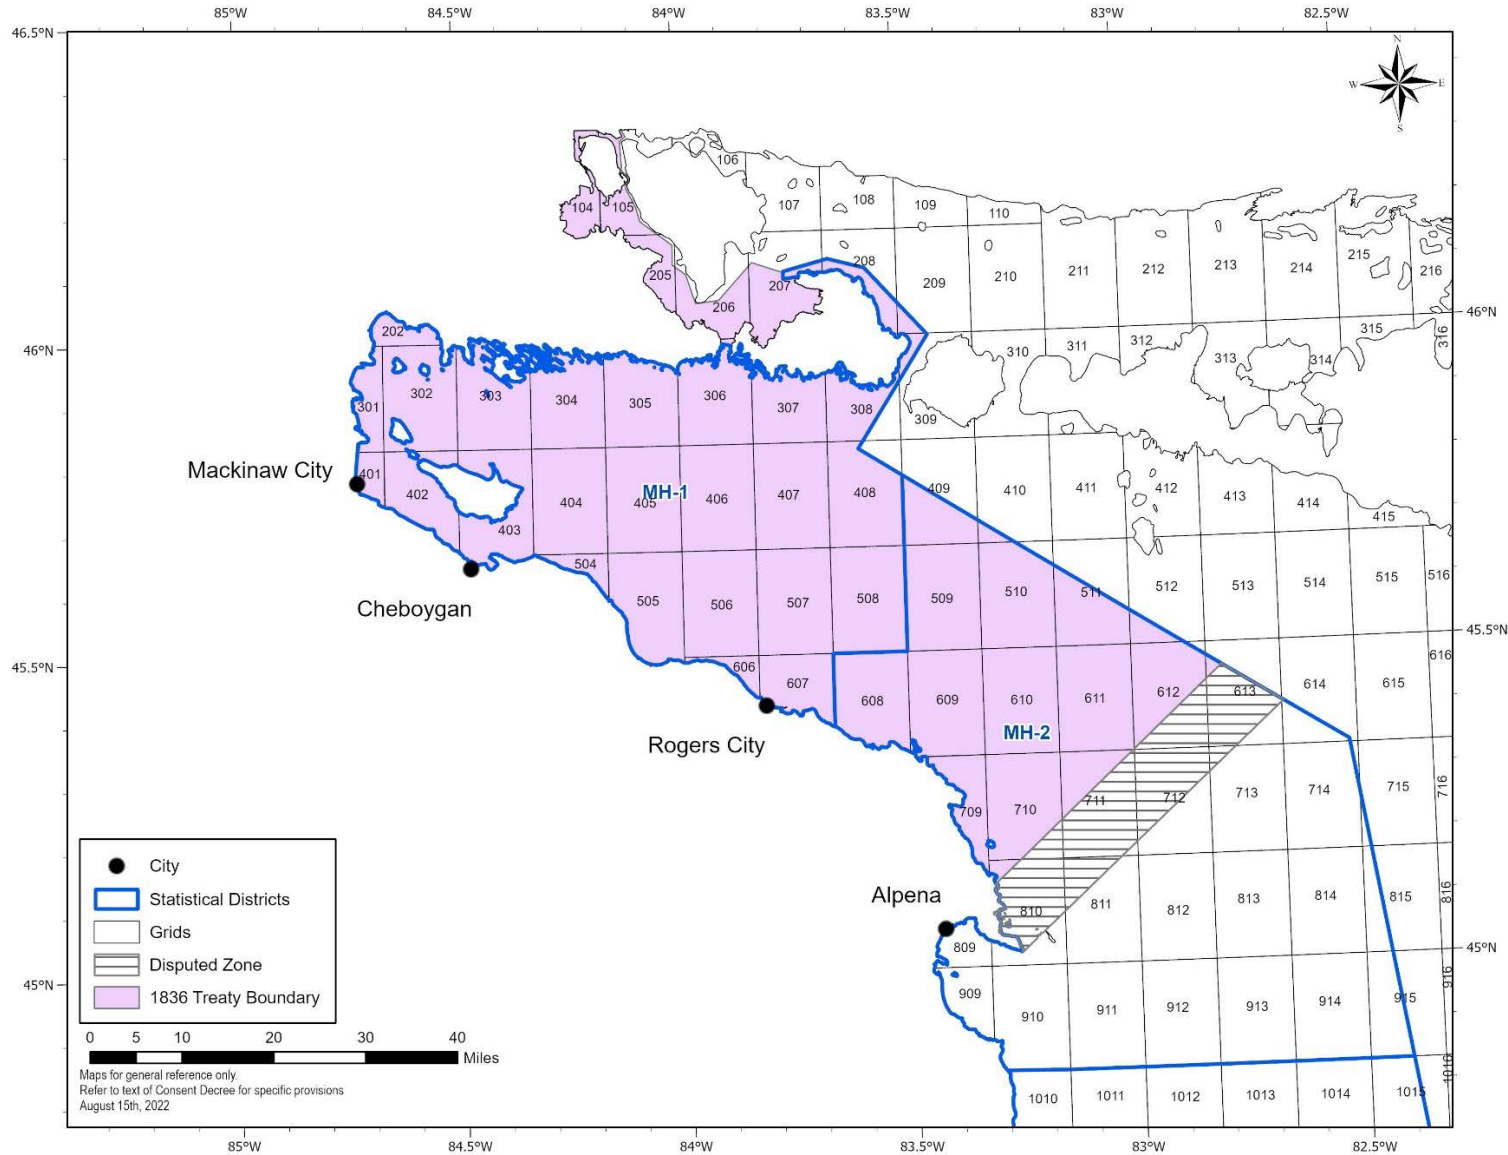 85°W 84.5°W 84°W 83.5°W 83°W 82.5°W
46.5°N
N
W E
S
106
107 108 109 110
104 105
208
205 207 209 210 211 212 213 214 215 216
206
46°N
202
46°N
310 311 312 313 314 315 316
301 302 303 304 305 306 307 308 309
Mackinaw City
401 402 403 404 405 406 407 408 409 410 411 412 413 414 415
MH-1
Cheboygan
504 505 506 507 508 509 510 511 512 513 514 515 516
45.5°N
45.5°N
606 607 608 609 610 611 612 613 614 615 616
Rogers City
MH-2
709 710 711 712 713 714 715 716
Alpena
809 810 811 812 813 814 815 816
45°N
45°N
909 910 911 912 913 914 915 916
1010 1011 1012 1013 1014 1015 1016
City
Statistical Districts
Grids
Disputed Zone
1836 Treaty Boundary
0 5 10 20 30 40
Miles
Maps for general reference only.
Refer to text of Consent Decree for specific provisions
August 15th, 2022
85°W 84.5°W 84°W 83.5°W 83°W 82.5°W